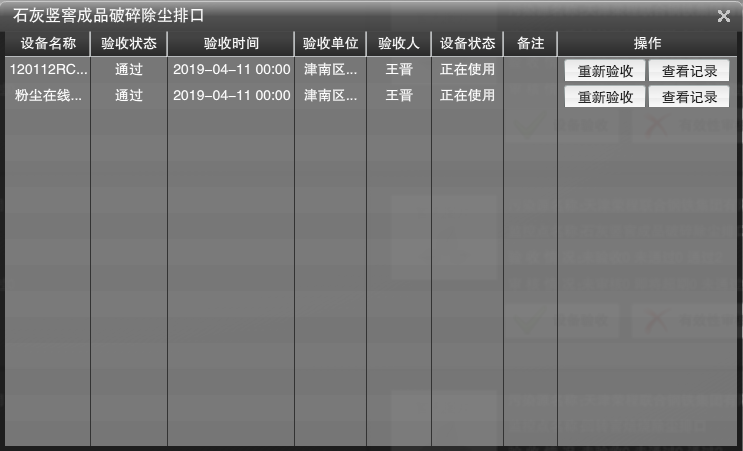 石灰竖窖成品破碎除尘排口
设备名称 验收状态 验收时间 验收单位 验收人 设备状态 备注 操作
120112RC... 通过 2019-04-11 00:00 津南区... 王晋 正在使用 重新验收 查看记录
粉尘在线... 通过 2019-04-11 00:00 津南区... 王晋 正在使用 重新验收 查看记录